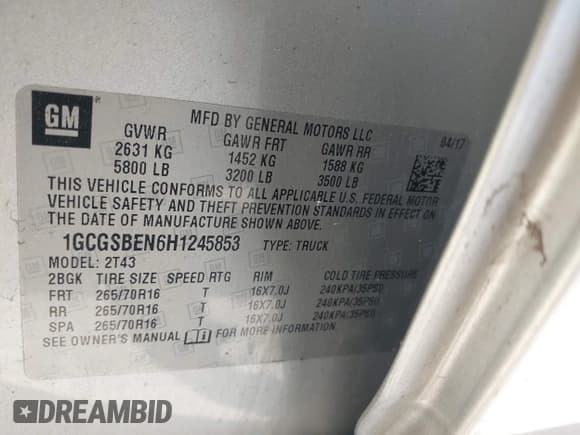 GM
MFD BY GENERAL MOTORS LLC 04/17
GVWR GAWR FRT GAWR RR
2631 KG 1452 KG 1588 KG
5800 LB 3200 LB 3500 LB
THIS VEHICLE CONFORMS TO ALL APPLICABLE U.S. FEDERAL MOTOR
VEHICLE SAFETY AND THEFT PREVENTION STANDARDS IN EFFECT ON
THE DATE OF MANUFACTURE SHOWN ABOVE.
1GCGSBEN6H1245853 TYPE: TRUCK
MODEL: 2T43
2BGK TIRE SIZE SPEED RTG RIM
FRT 265/70R16 T 16X7.0J 240KPA(35PSI)
RR 265/70R16 T 16X7.0J 240KPA(35PSI)
SPA 265/70R16 T 16X7.0J 240KPA(35PSI)
SEE OWNER'S MANUAL FOR MORE INFORMATION.
DREAMBID